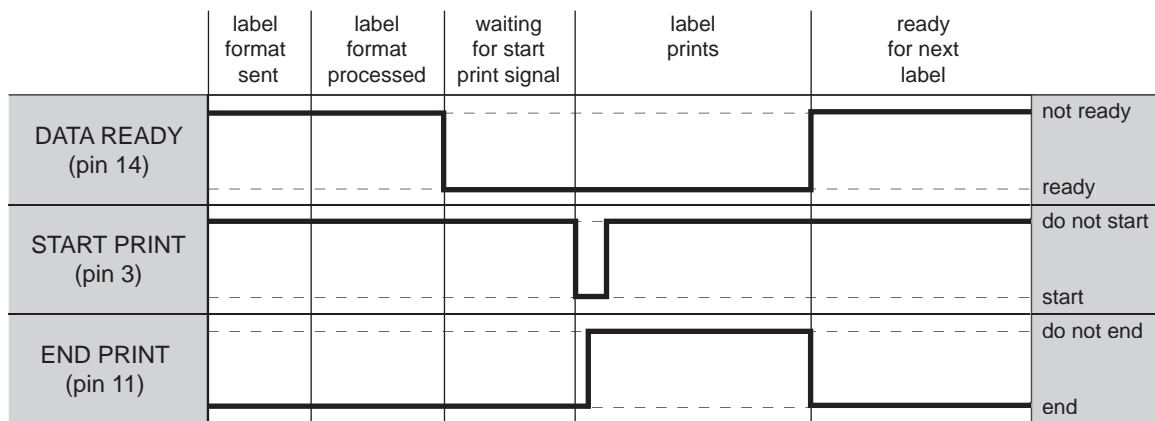 label
format
sent
label
format
processed
waiting
for start
print signal
label
prints
ready
for next
label
DATA READY
(pin 14)
not ready
ready
START PRINT
(pin 3)
do not start
start
END PRINT
(pin 11)
do not end
end